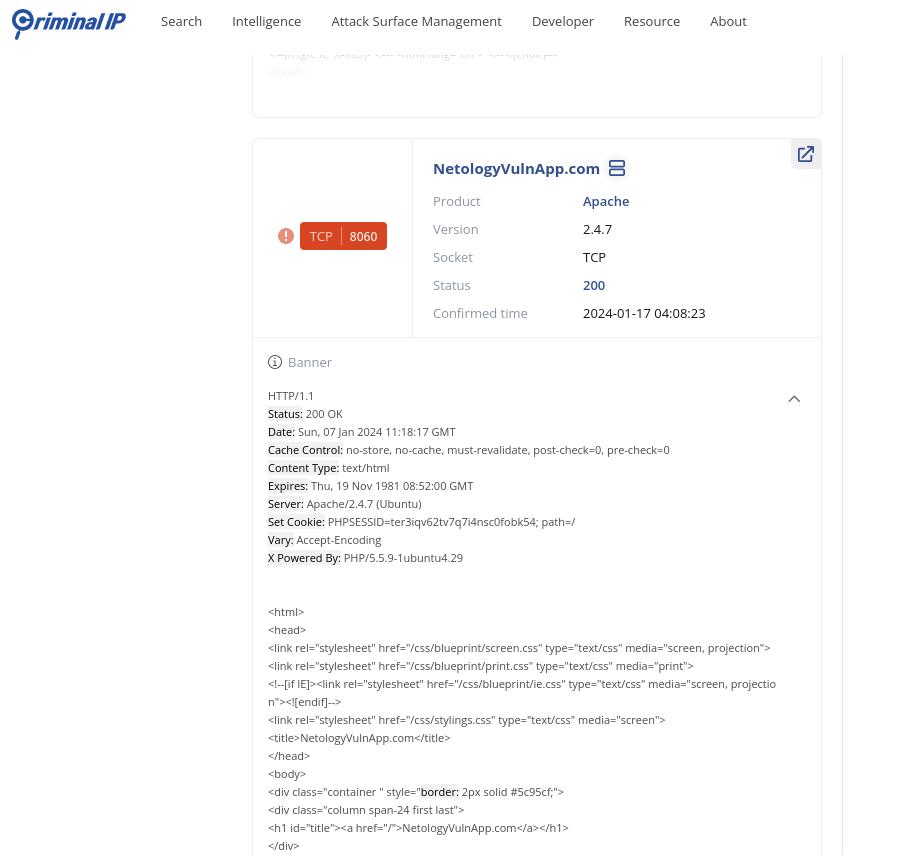 Criminal IP
Search Intelligence Attack Surface Management Developer Resource About
<head>
NetologyVulnApp.com
TCP 8060
Product Apache
Version 2.4.7
Socket TCP
Status 200
Confirmed time 2024-01-17 04:08:23
Banner
HTTP/1.1
Status: 200 OK
Date: Sun, 07 Jan 2024 11:18:17 GMT
Cache Control: no-store, no-cache, must-revalidate, post-check=0, pre-check=0
Content Type: text/html
Expires: Thu, 19 Nov 1981 08:52:00 GMT
Server: Apache/2.4.7 (Ubuntu)
Set Cookie: PHPSESSID=ter3iqv62tv7q7i4nsc0fobk54; path=/
Vary: Accept-Encoding
X Powered By: PHP/5.5.9-1ubuntu4.29
<html>
<head>
<link rel="stylesheet" href="/css/blueprint/screen.css" type="text/css" media="screen, projection">
<link rel="stylesheet" href="/css/blueprint/print.css" type="text/css" media="print">
<!--[if IE]><link rel="stylesheet" href="/css/blueprint/ie.css" type="text/css" media="screen, projectio
n"><![endif]-->
<link rel="stylesheet" href="/css/stylings.css" type="text/css" media="screen">
<title>NetologyVulnApp.com</title>
</head>
<body>
<div class="container " style="border: 2px solid #5c95cf;">
<div class="column span-24 first last">
<h1 id="title"><a href="/">NetologyVulnApp.com</a></h1>
</div>